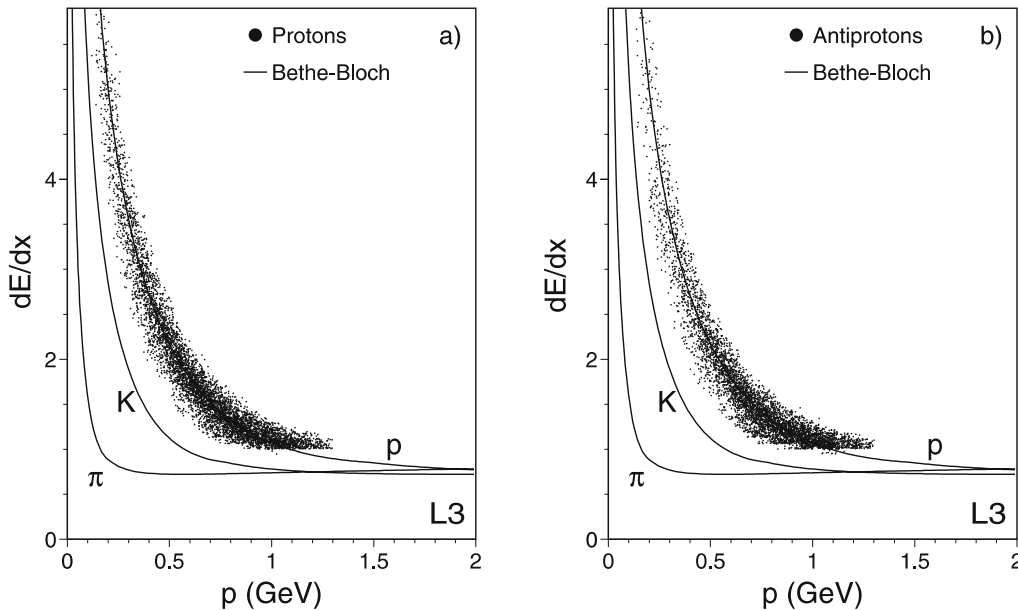 Protons
a)
Bethe-Bloch
4
2
0
dE/dx
K
π
p
L3
0
0.5
1
1.5
2
p (GeV)
Antiprotons
b)
Bethe-Bloch
4
2
0
dE/dx
K
π
p
L3
0
0.5
1
1.5
2
p (GeV)